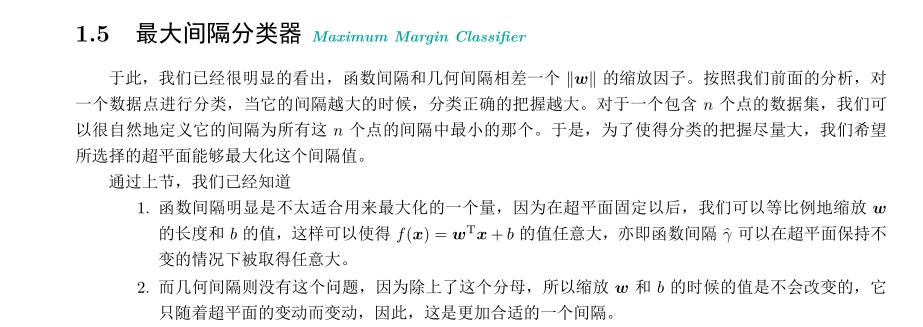 1.5 最大间隔分类器 Maximum Margin Classifier
于此，我们已经很明显的看出，函数间隔和几何间隔相差一个 ‖w‖ 的缩放因子。按照我们前面的分析，对
一个数据点进行分类，当它的间隔越大的时候，分类正确的把握越大。对于一个包含 n 个点的数据集，我们可
以很自然地定义它的间隔为所有这 n 个点的间隔中最小的那个。于是，为了使得分类的把握尽量大，我们希望
所选择的超平面能够最大化这个间隔值。
通过上节，我们已经知道
1. 函数间隔明显是不太适合用来最大化的一个量，因为在超平面固定以后，我们可以等比例地缩放 w
的长度和 b 的值，这样可以使得 f(x) = wᵀx + b 的值任意大，亦即函数间隔 γ̂ 可以在超平面保持不
变的情况下被取得任意大。
2. 而几何间隔则没有这个问题，因为除上了这个分母，所以缩放 w 和 b 的时候的值是不会改变的，它
只随着超平面的变动而变动，因此，这是更加合适的一个间隔。